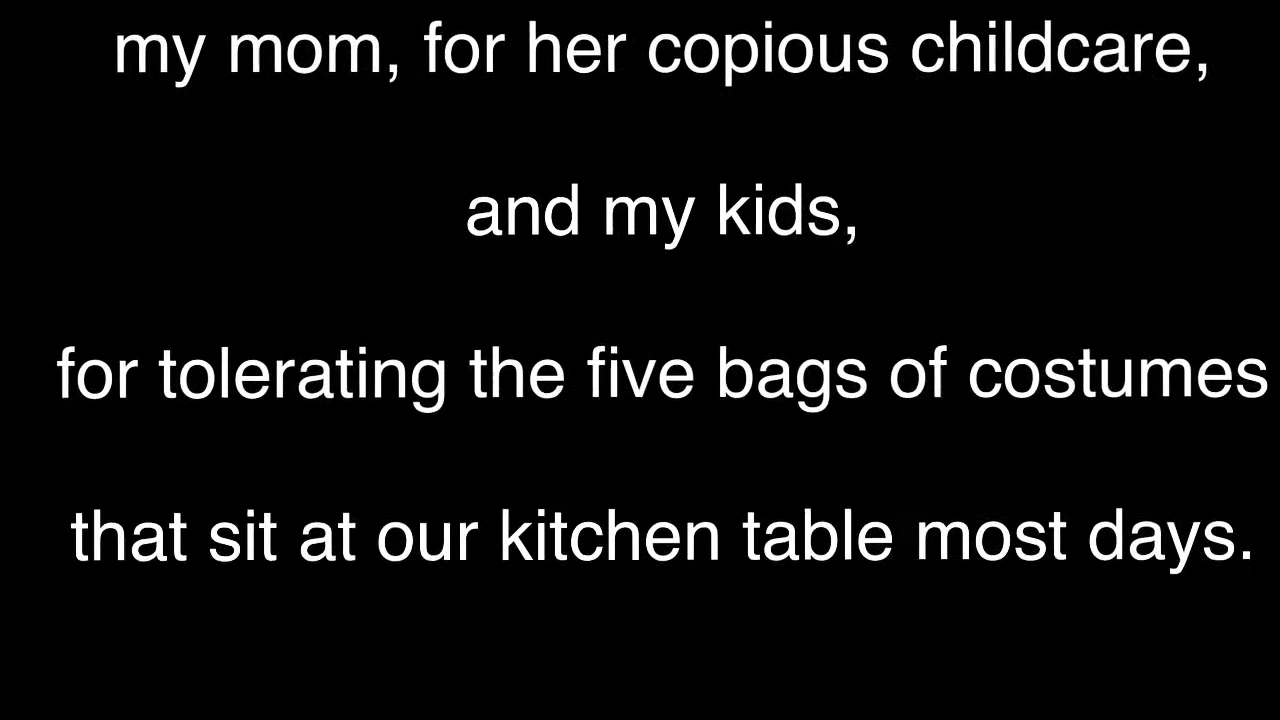 my mom, for her copious childcare,
and my kids,
for tolerating the five bags of costumes
that sit at our kitchen table most days.